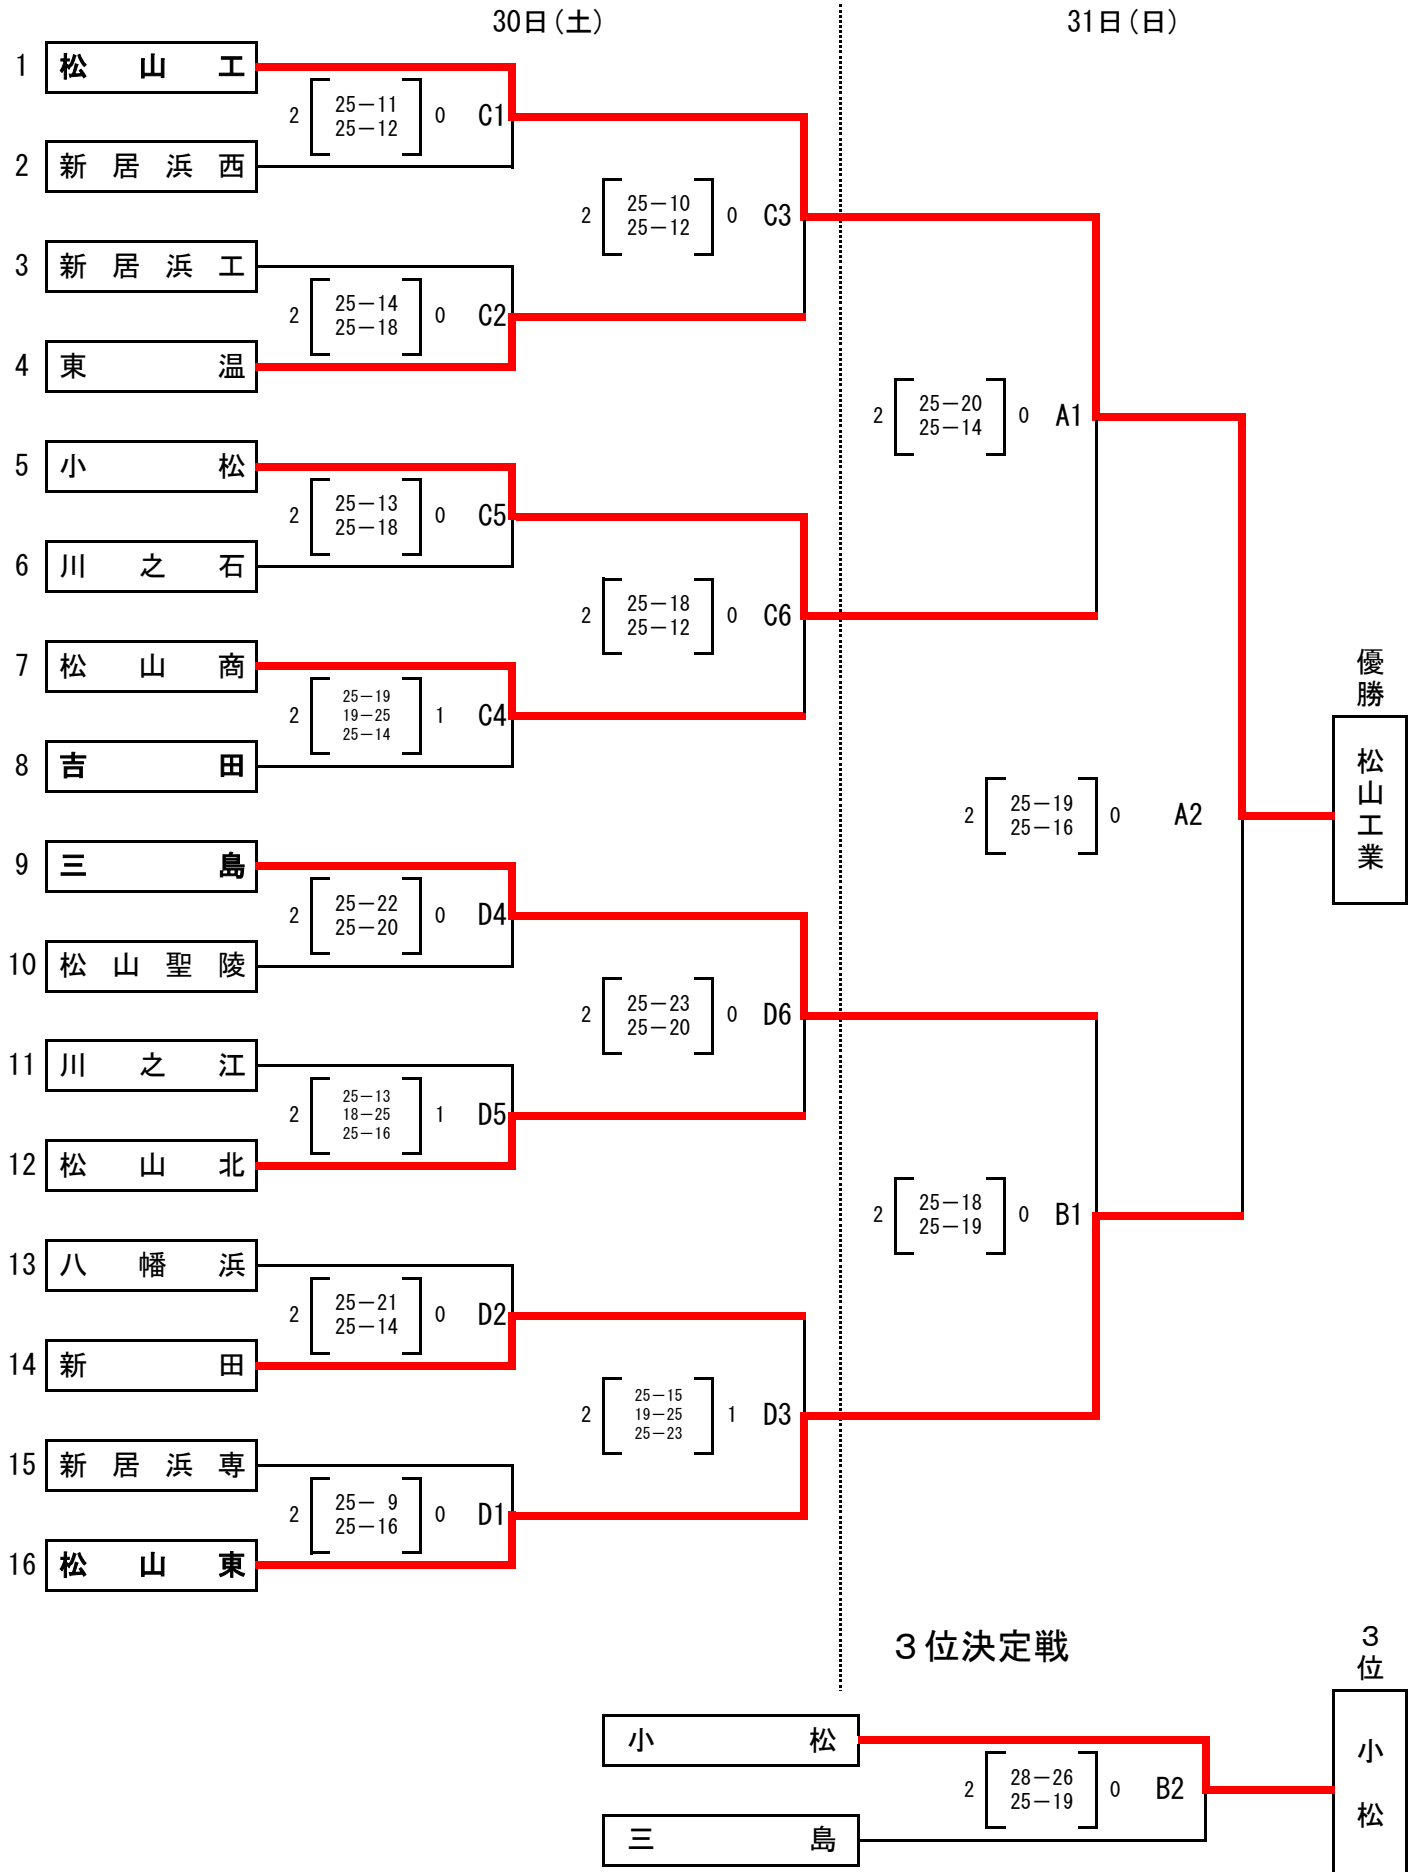 30日（土）
31日（日）
1 松山工
2 [ 25－11 ] 0 C1
25－12
2 新居浜西
2 [ 25－10 ] 0 C3
25－12
3 新居浜工
2 [ 25－14 ] 0 C2
25－18
4 東温
2 [ 25－20 ] 0 A1
25－14
5 小松
2 [ 25－13 ] 0 C5
25－18
6 川之石
2 [ 25－18 ] 0 C6
25－12
7 松山商
25－19
2 [ 19－25 ] 1 C4
25－14
8 吉田
優勝
松山工業
2 [ 25－19 ] 0 A2
25－16
9 三島
2 [ 25－22 ] 0 D4
25－20
10 松山聖陵
2 [ 25－23 ] 0 D6
25－20
11 川之江
25－13
2 [ 18－25 ] 1 D5
25－16
12 松山北
2 [ 25－18 ] 0 B1
25－19
13 八幡浜
2 [ 25－21 ] 0 D2
25－14
14 新田
25－15
2 [ 19－25 ] 1 D3
25－23
15 新居浜専
2 [ 25－ 9 ] 0 D1
25－16
16 松山東
３位決定戦
３位
小松
小松
2 [ 28－26 ] 0 B2
25－19
三島